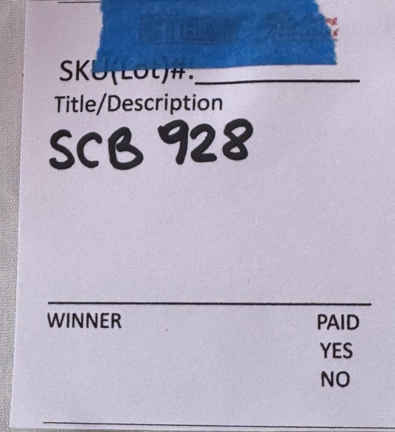 SKU(Lot)#:
Title/Description
SCB 928
WINNER
PAID
YES
NO